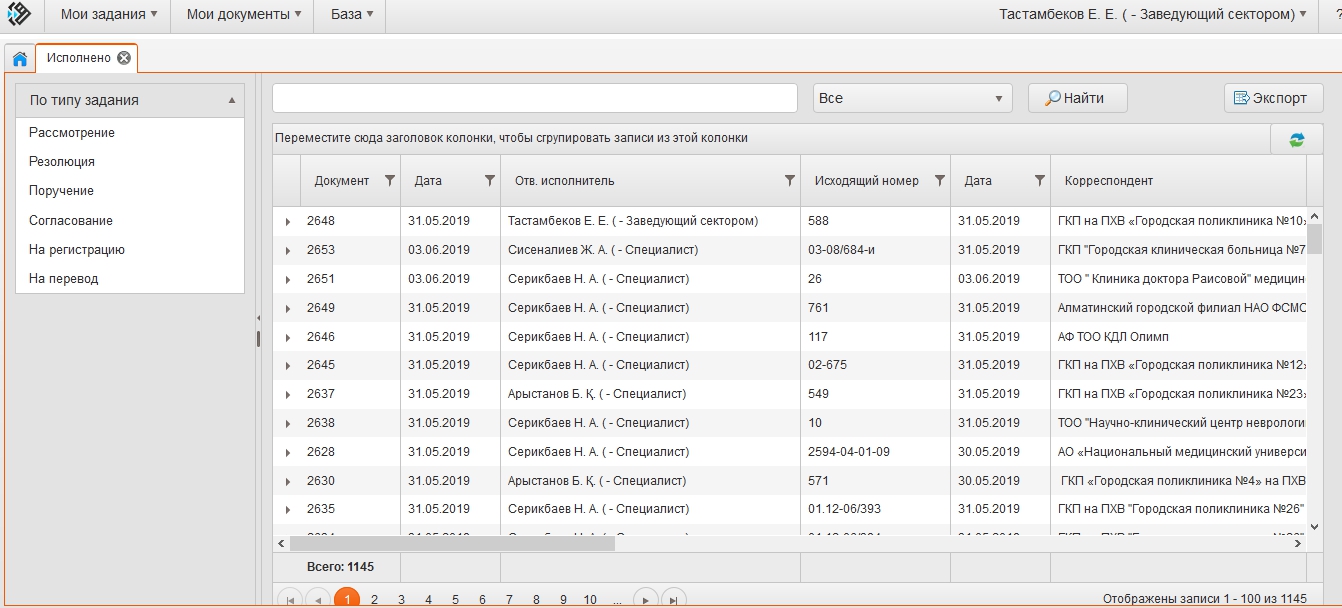 Мои задания Мои документы База Тастамбеков Е. Е. ( - Заведующий сектором) ?
Исполнено
По типу задания
Рассмотрение
Резолюция
Поручение
Согласование
На регистрацию
На перевод
Все Найти Экспорт
Переместите сюда заголовок колонки, чтобы сгрупировать записи из этой колонки
Документ Дата Отв. исполнитель Исходящий номер Дата Корреспондент
2648 31.05.2019 Тастамбеков Е. Е. ( - Заведующий сектором) 588 31.05.2019 ГКП на ПХВ «Городская поликлиника №10»
2653 03.06.2019 Сисеналиев Ж. А. ( - Специалист) 03-08/684-и 31.05.2019 ГКП "Городская клиническая больница №7
2651 03.06.2019 Серикбаев Н. А. ( - Специалист) 26 03.06.2019 ТОО " Клиника доктора Раисовой" медицин
2649 31.05.2019 Серикбаев Н. А. ( - Специалист) 761 31.05.2019 Алматинский городской филиал НАО ФСМС
2646 31.05.2019 Серикбаев Н. А. ( - Специалист) 117 31.05.2019 АФ ТОО КДЛ Олимп
2645 31.05.2019 Серикбаев Н. А. ( - Специалист) 02-675 31.05.2019 ГКП на ПХВ «Городская поликлиника №12»
2637 31.05.2019 Арыстанов Б. Қ. ( - Специалист) 549 31.05.2019 ГКП на ПХВ «Городская поликлиника №23»
2638 31.05.2019 Серикбаев Н. А. ( - Специалист) 10 31.05.2019 ТОО "Научно-клинический центр неврологи
2628 31.05.2019 Серикбаев Н. А. ( - Специалист) 2594-04-01-09 30.05.2019 АО «Национальный медицинский универси
2630 31.05.2019 Арыстанов Б. Қ. ( - Специалист) 571 30.05.2019 ГКП «Городская поликлиника №4» на ПХВ
2635 31.05.2019 Серикбаев Н. А. ( - Специалист) 01.12-06/393 31.05.2019 ГКП на ПХВ "Городская поликлиника №26"
Всего: 1145
1 2 3 4 5 6 7 8 9 10 ... Отображены записи 1 - 100 из 1145